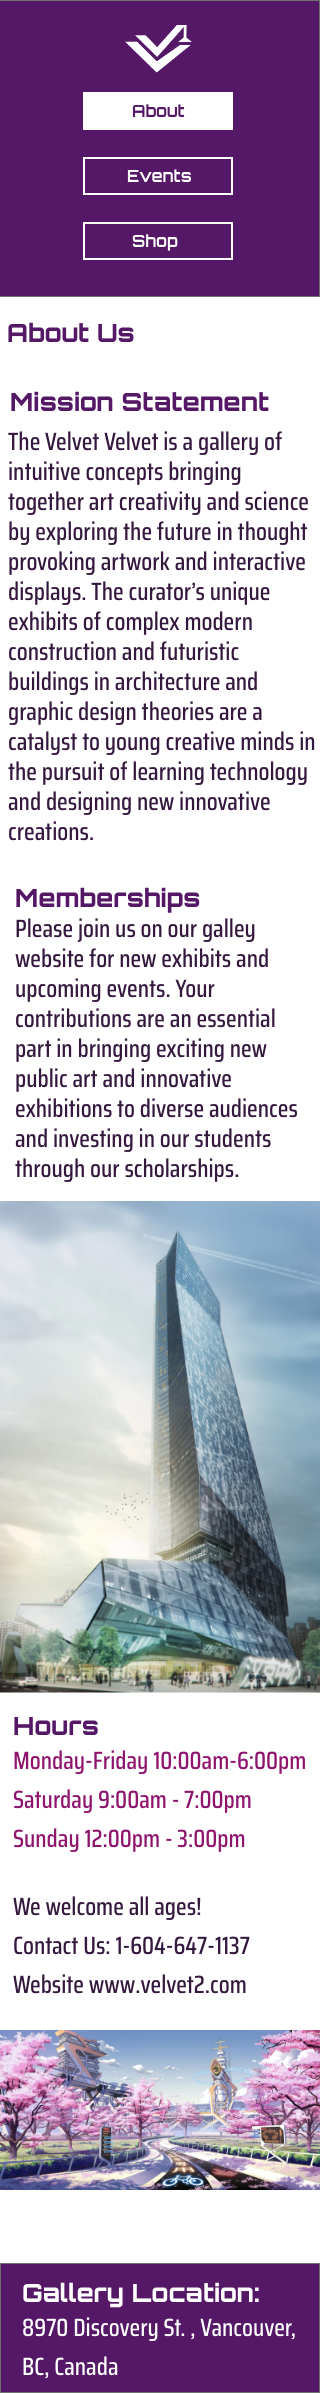 About
Events
Shop
About Us
Mission Statement
The Velvet Velvet is a gallery of
intuitive concepts bringing
together art creativity and science
by exploring the future in thought
provoking artwork and interactive
displays. The curator’s unique
exhibits of complex modern
construction and futuristic
buildings in architecture and
graphic design theories are a
catalyst to young creative minds in
the pursuit of learning technology
and designing new innovative
creations.
Memberships
Please join us on our galley
website for new exhibits and
upcoming events. Your
contributions are an essential
part in bringing exciting new
public art and innovative
exhibitions to diverse audiences
and investing in our students
through our scholarships.
Hours
Monday-Friday 10:00am-6:00pm
Saturday 9:00am - 7:00pm
Sunday 12:00pm - 3:00pm
We welcome all ages!
Contact Us: 1-604-647-1137
Website www.velvet2.com
Gallery Location:
8970 Discovery St. , Vancouver,
BC, Canada